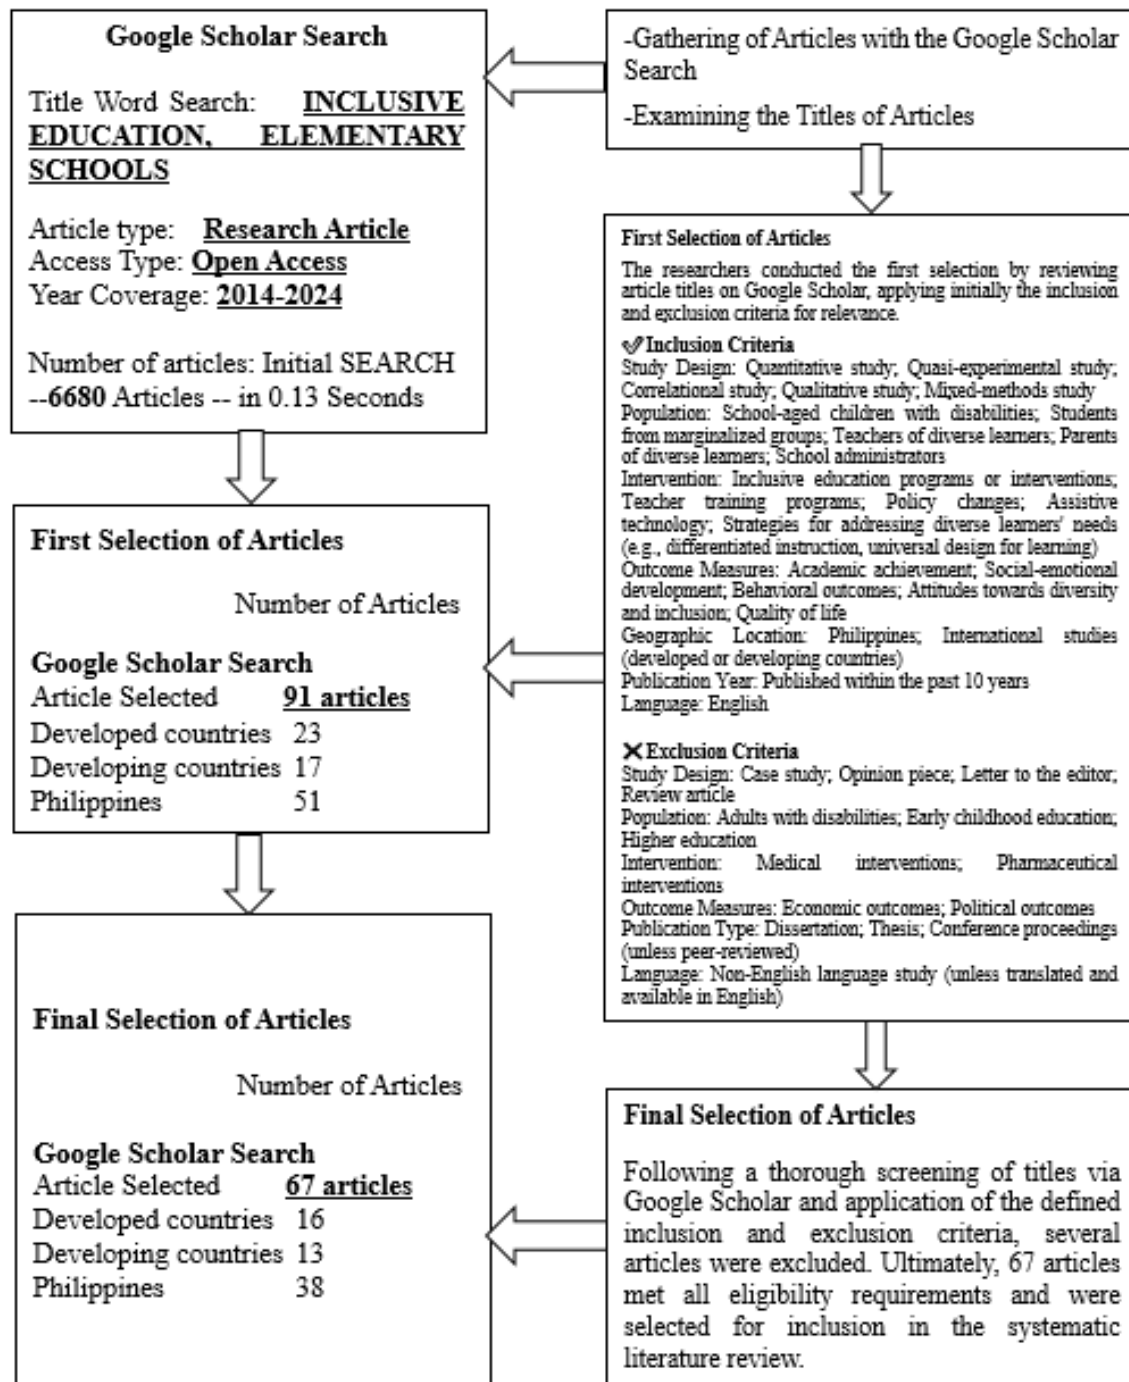 Google Scholar Search
Title Word Search: INCLUSIVE
EDUCATION, ELEMENTARY
SCHOOLS
Article type: Research Article
Access Type: Open Access
Year Coverage: 2014-2024
Number of articles: Initial SEARCH
--6680 Articles -- in 0.13 Seconds
-Gathering of Articles with the Google Scholar
Search
-Examining the Titles of Articles
First Selection of Articles
Number of Articles
Google Scholar Search
Article Selected 91 articles
Developed countries 23
Developing countries 17
Philippines 51
First Selection of Articles
The researchers conducted the first selection by reviewing
article titles on Google Scholar, applying initially the inclusion
and exclusion criteria for relevance.
✅Inclusion Criteria
Study Design: Quantitative study; Quasi-experimental study;
Correlational study; Qualitative study; Mixed-methods study
Population: School-aged children with disabilities; Students
from marginalized groups; Teachers of diverse learners; Parents
of diverse learners; School administrators
Intervention: Inclusive education programs or interventions;
Teacher training programs; Policy changes; Assistive
technology; Strategies for addressing diverse learners' needs
(e.g., differentiated instruction, universal design for learning)
Outcome Measures: Academic achievement; Social-emotional
development; Behavioral outcomes; Attitudes towards diversity
and inclusion; Quality of life
Geographic Location: Philippines; International studies
(developed or developing countries)
Publication Year: Published within the past 10 years
Language: English
❌Exclusion Criteria
Study Design: Case study; Opinion piece; Letter to the editor;
Review article
Population: Adults with disabilities; Early childhood education;
Higher education
Intervention: Medical interventions; Pharmaceutical
interventions
Outcome Measures: Economic outcomes; Political outcomes
Publication Type: Dissertation; Thesis; Conference proceedings
(unless peer-reviewed)
Language: Non-English language study (unless translated and
available in English)
Final Selection of Articles
Number of Articles
Google Scholar Search
Article Selected 67 articles
Developed countries 16
Developing countries 13
Philippines 38
Final Selection of Articles
Following a thorough screening of titles via
Google Scholar and application of the defined
inclusion and exclusion criteria, several
articles were excluded. Ultimately, 67 articles
met all eligibility requirements and were
selected for inclusion in the systematic
literature review.